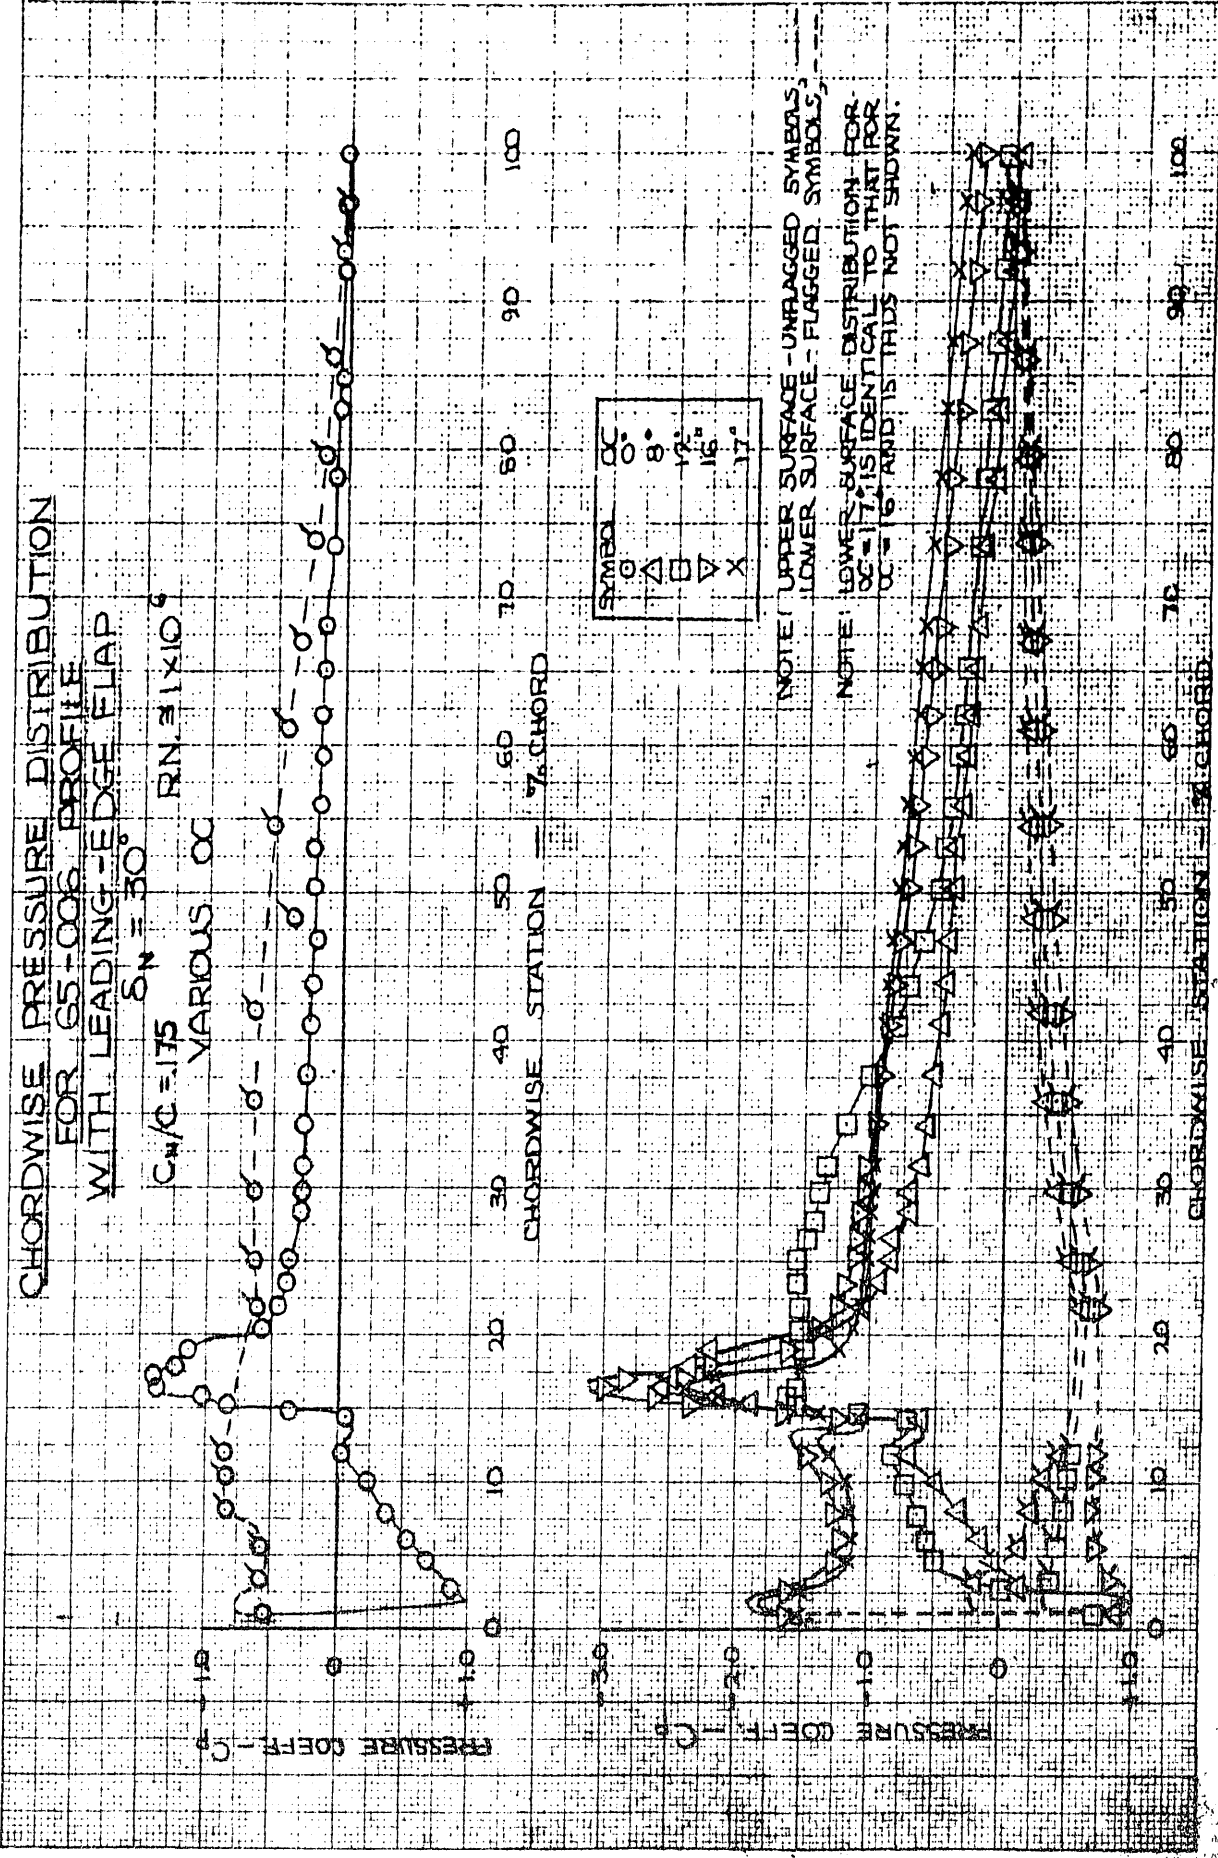 CHORDWISE PRESSURE DISTRIBUTION
FOR 65-006 PROFILE
WITH LEADING-EDGE FLAP
δN = 30°
CN/C = .175 RN. = 3.1 X 10^6
VARIOUS α
PRESSURE COEFF. - CP
-1.0
0
+1.0
0 10 20 30 40 50 60 70 80 90 100
CHORDWISE STATION — % CHORD
SYMBOL α
○ 0°
△ 8°
□ 12°
▽ 16°
X 17°
NOTE: UPPER SURFACE - UNFLAGGED SYMBOLS,
LOWER SURFACE - FLAGGED SYMBOLS,
NOTE: LOWER SURFACE DISTRIBUTION FOR
α = 17° IS IDENTICAL TO THAT FOR
α = 16° AND IS THUS NOT SHOWN.
PRESSURE COEFF. - CP
-3.0
-2.0
-1.0
0
+1.0
0 10 20 30 40 50 60 70 80 90 100
CHORDWISE STATION - % CHORD